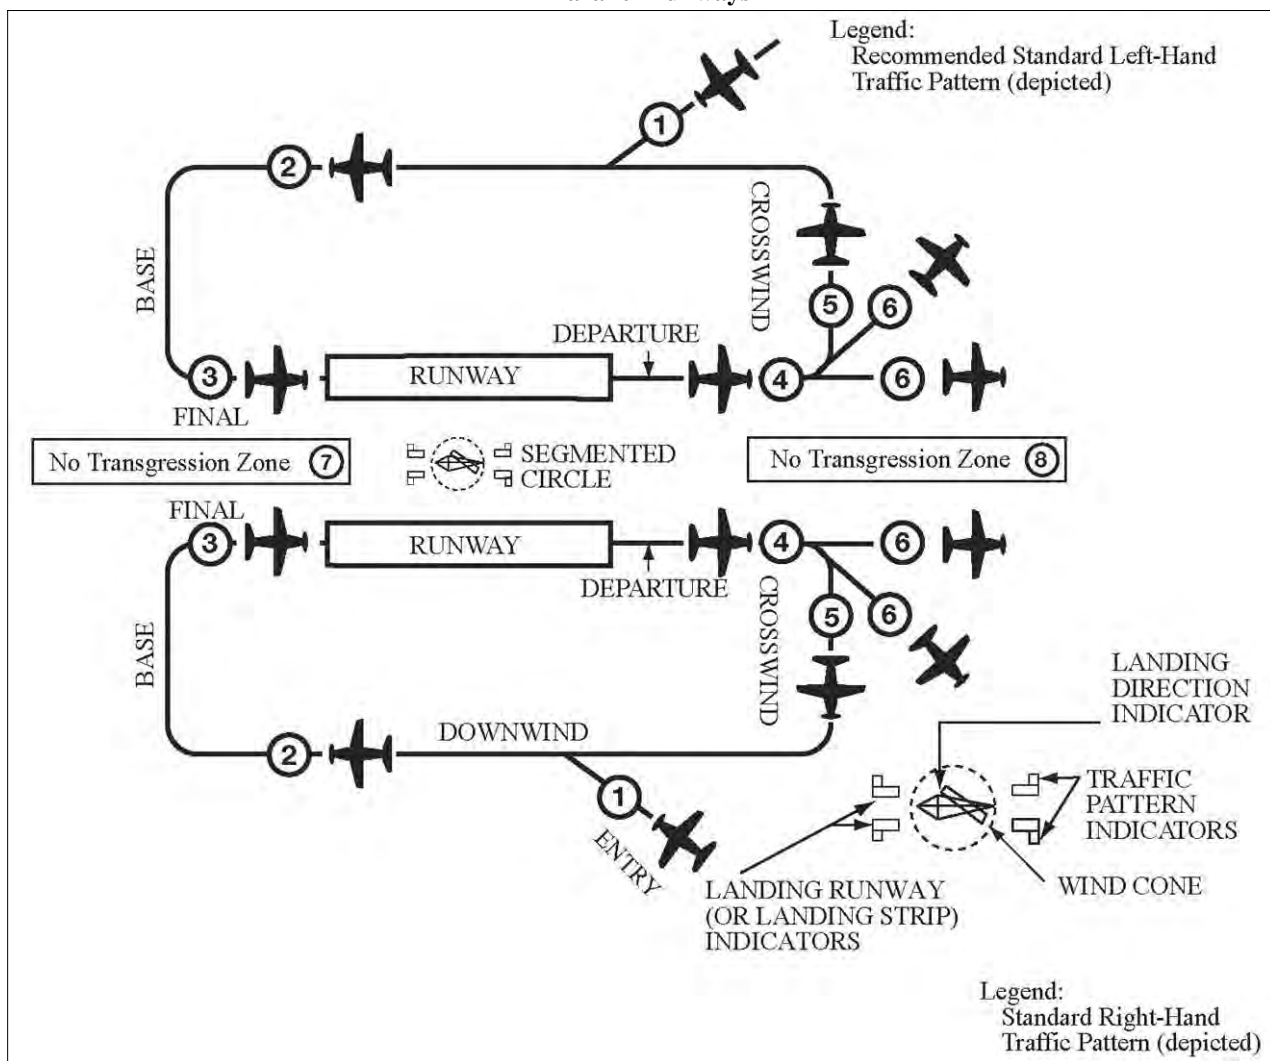 Legend:
Recommended Standard Left-Hand
Traffic Pattern (depicted)
1
2
CROSSWIND
BASE
5
6
DEPARTURE
3
RUNWAY
4
6
FINAL
No Transgression Zone 7
SEGMENTED
CIRCLE
No Transgression Zone 8
FINAL
3
RUNWAY
4
6
DEPARTURE
CROSSWIND
BASE
5
6
DOWNWIND
2
1
ENTRY
LANDING
DIRECTION
INDICATOR
TRAFFIC
PATTERN
INDICATORS
LANDING RUNWAY
(OR LANDING STRIP)
INDICATORS
WIND CONE
Legend:
Standard Right-Hand
Traffic Pattern (depicted)